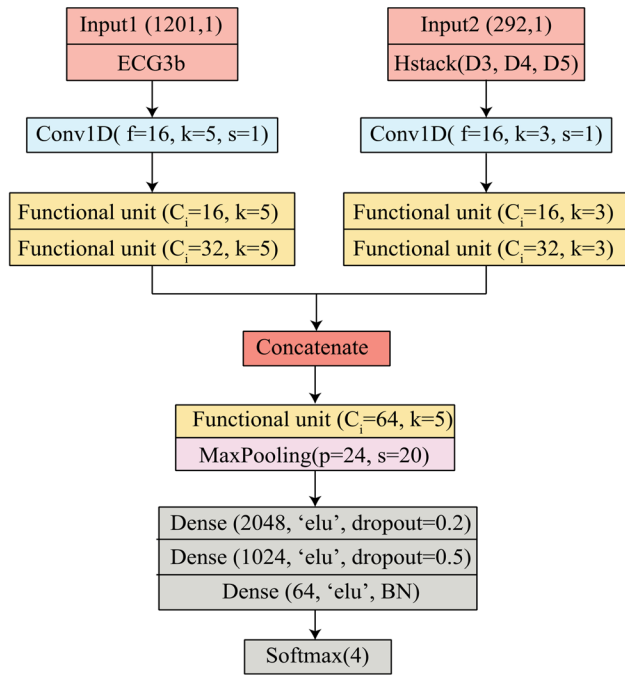 Input1 (1201,1)
ECG3b
Conv1D( f=16, k=5, s=1)
Functional unit (Cᵢ=16, k=5)
Functional unit (Cᵢ=32, k=5)
Input2 (292,1)
Hstack(D3, D4, D5)
Conv1D( f=16, k=3, s=1)
Functional unit (Cᵢ=16, k=3)
Functional unit (Cᵢ=32, k=3)
Concatenate
Functional unit (Cᵢ=64, k=5)
MaxPooling(p=24, s=20)
Dense (2048, ‘elu’, dropout=0.2)
Dense (1024, ‘elu’, dropout=0.5)
Dense (64, ‘elu’, BN)
Softmax(4)